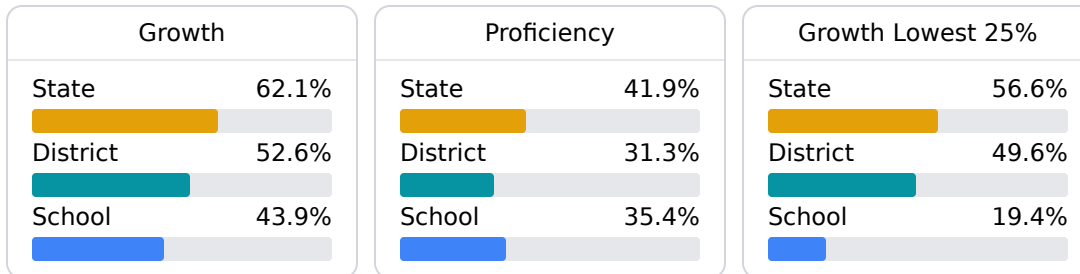 Growth
State 62.1%
District 52.6%
School 43.9%
Proficiency
State 41.9%
District 31.3%
School 35.4%
Growth Lowest 25%
State 56.6%
District 49.6%
School 19.4%